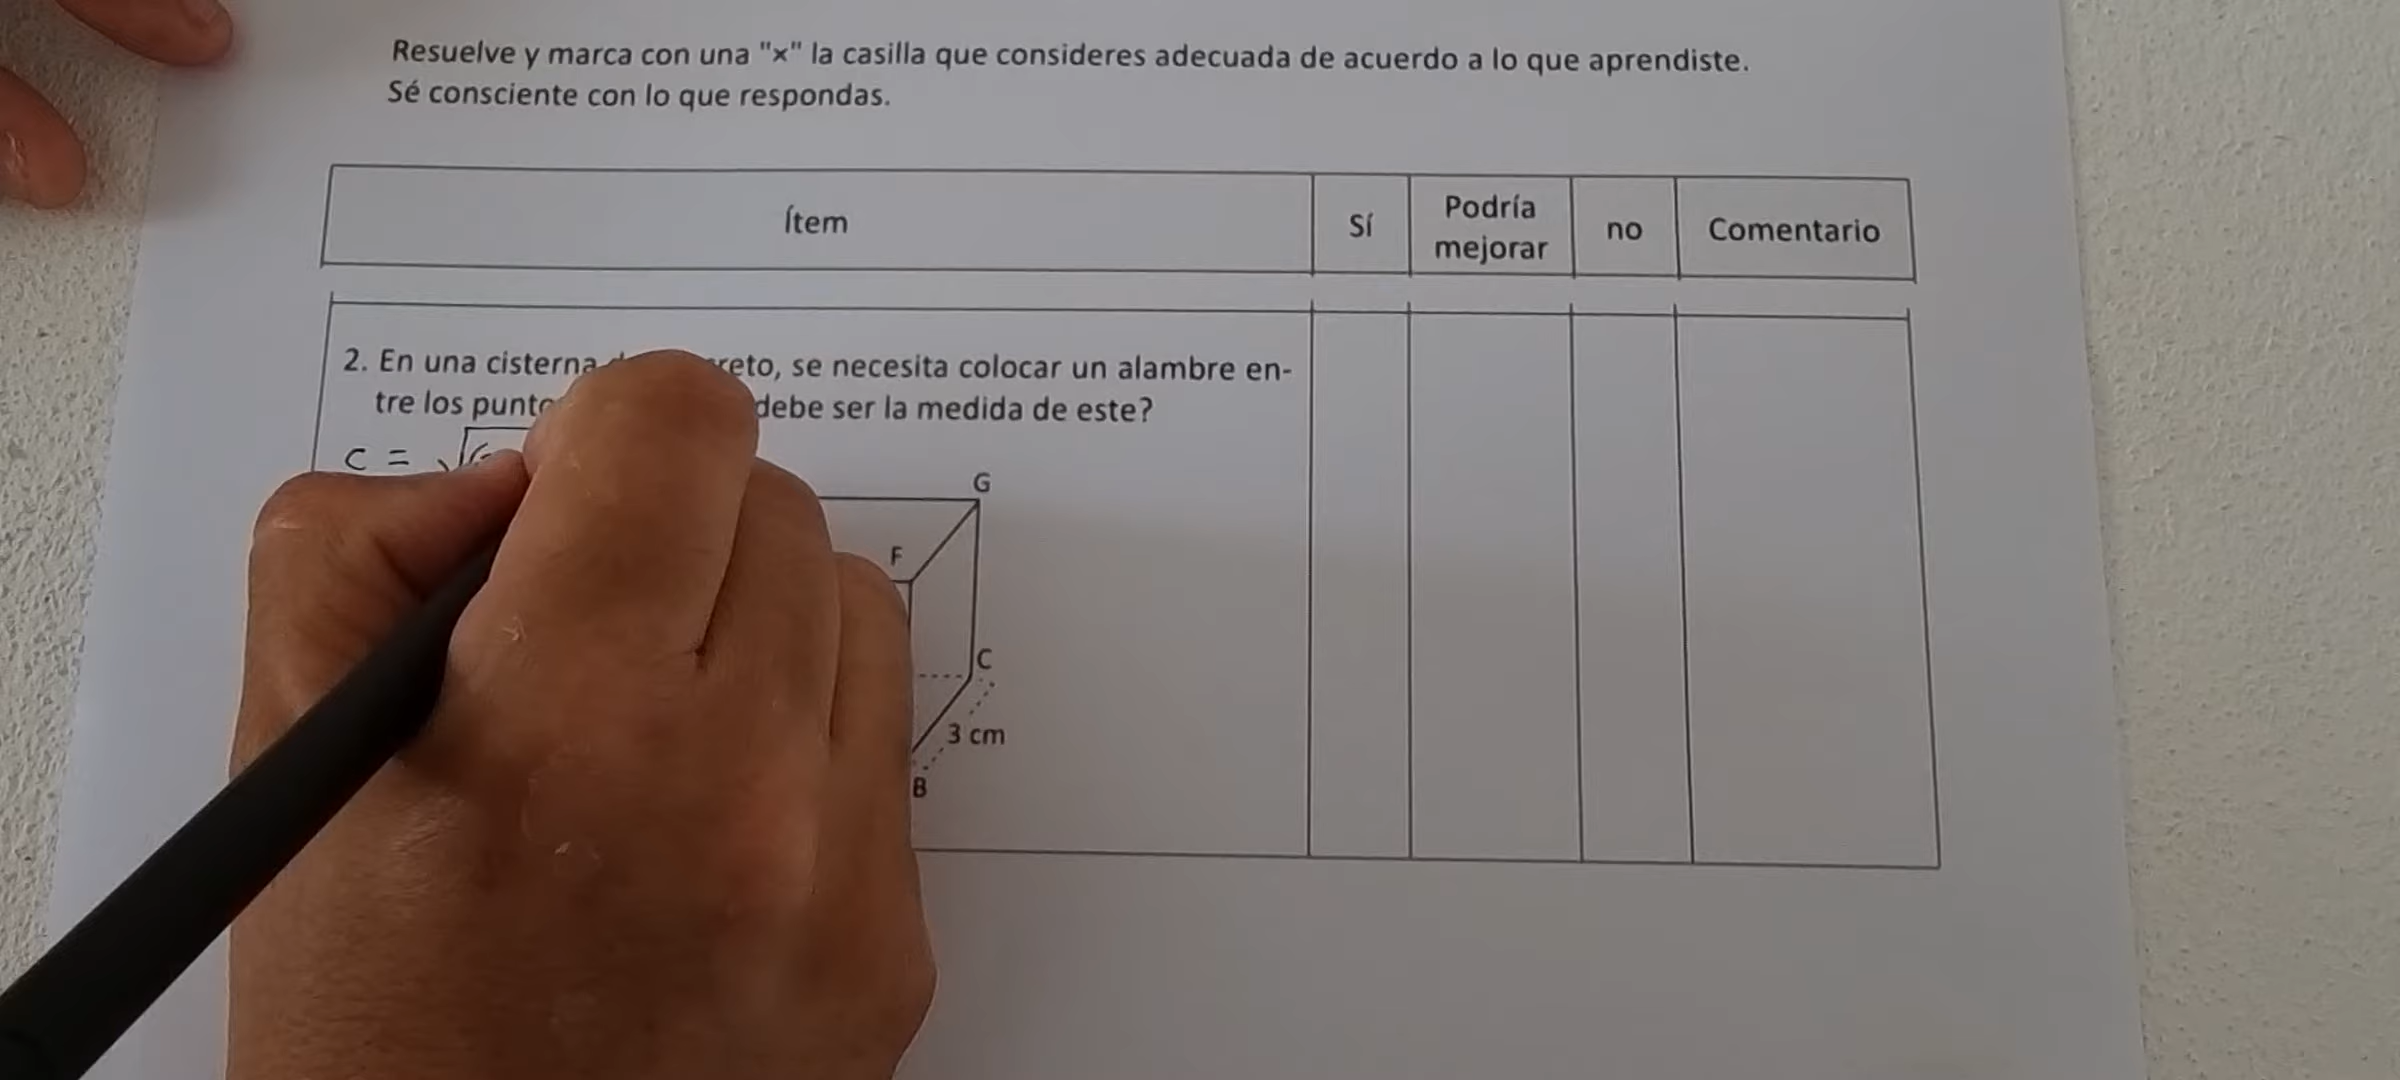 Resuelve y marca con una "x" la casilla que consideres adecuada de acuerdo a lo que aprendiste.
Sé consciente con lo que respondas.
Ítem
Sí
Podría
mejorar
no
Comentario
2. En una cisterna se necesita colocar un alambre en-
tre los debe ser la medida de este?
c = √
G
F
C
3 cm
B